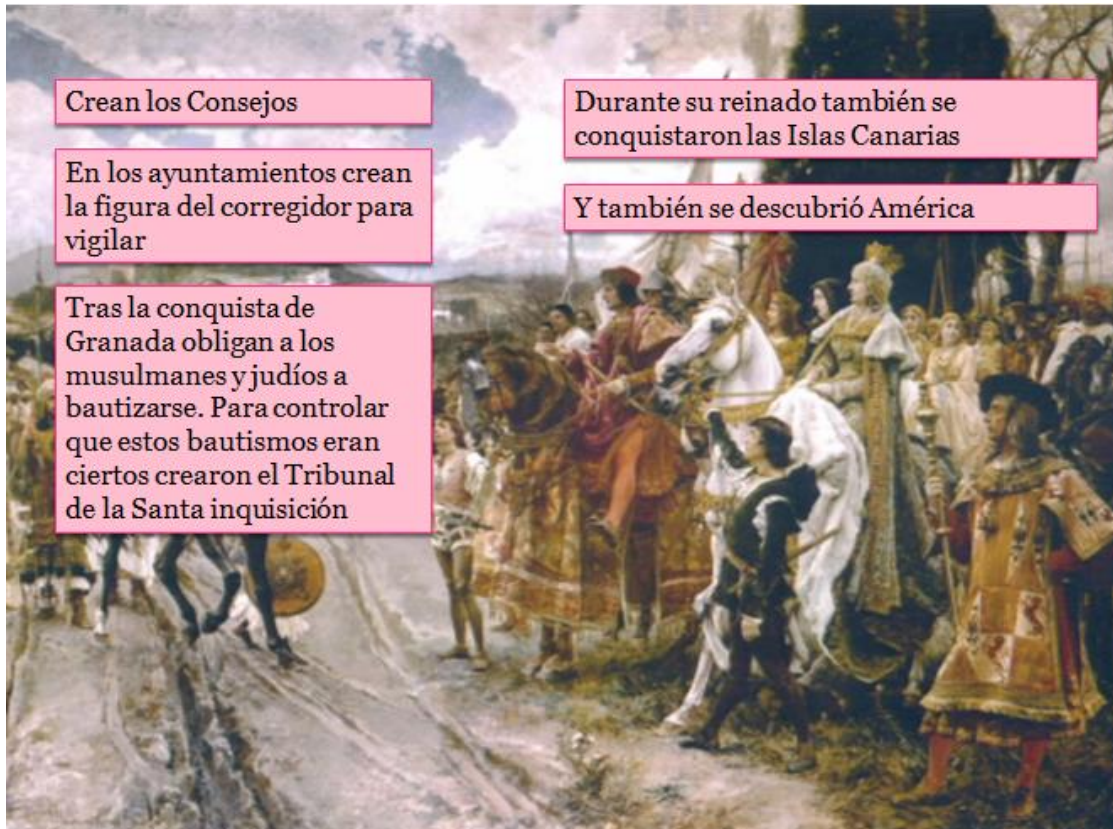 Crean los Consejos
En los ayuntamientos crean
la figura del corregidor para
vigilar
Tras la conquista de
Granada obligan a los
musulmanes y judíos a
bautizarse. Para controlar
que estos bautismos eran
ciertos crearon el Tribunal
de la Santa inquisición
Durante su reinado también se
conquistaron las Islas Canarias
Y también se descubrió América